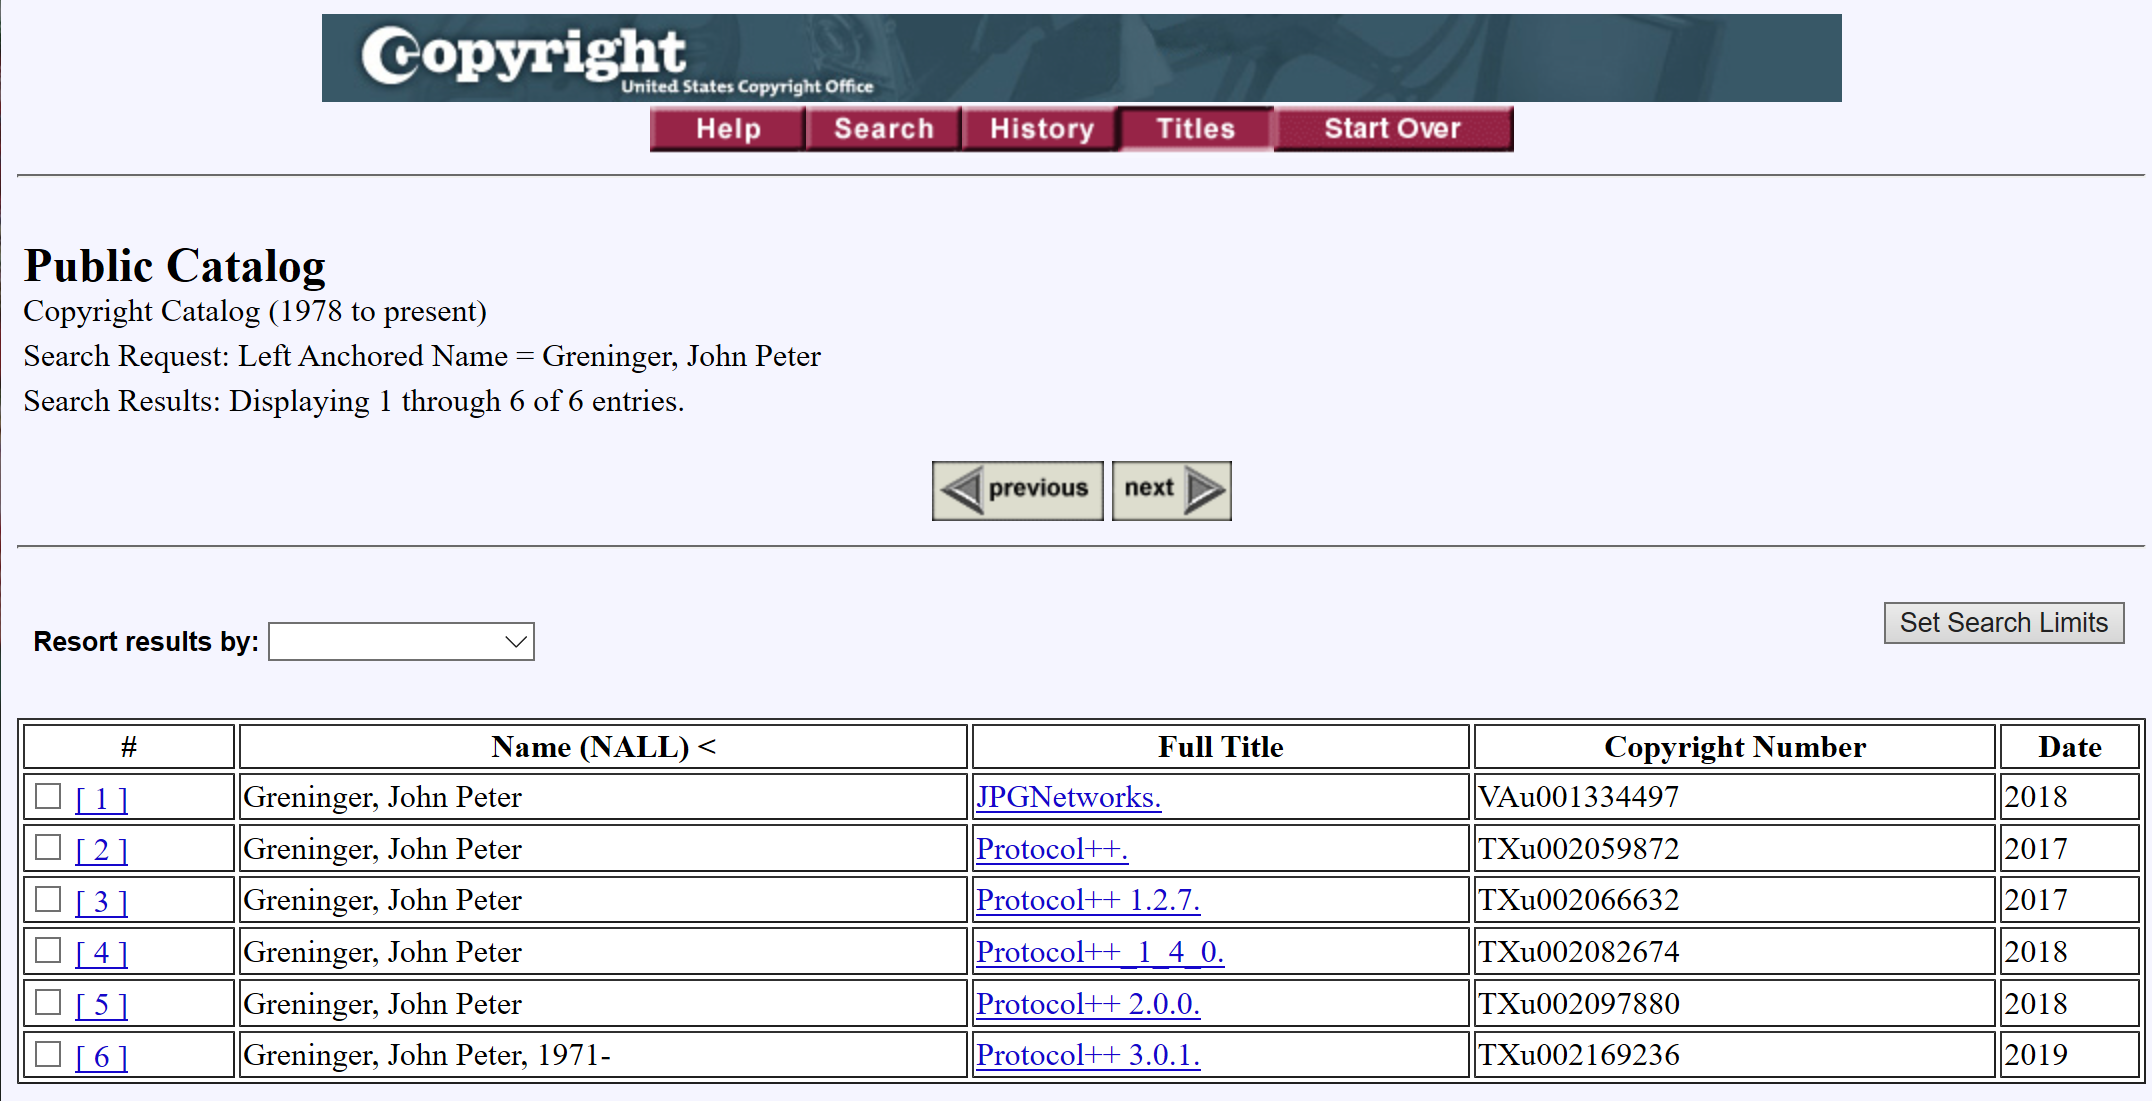 Copyright
United States Copyright Office
Help Search History Titles Start Over
Public Catalog
Copyright Catalog (1978 to present)
Search Request: Left Anchored Name = Greninger, John Peter
Search Results: Displaying 1 through 6 of 6 entries.
previous next
Set Search Limits
Resort results by:
# Name (NALL) < Full Title Copyright Number Date
[ 1 ] Greninger, John Peter JPGNetworks. VAu001334497 2018
[ 2 ] Greninger, John Peter Protocol++. TXu002059872 2017
[ 3 ] Greninger, John Peter Protocol++ 1.2.7. TXu002066632 2017
[ 4 ] Greninger, John Peter Protocol++_1_4_0. TXu002082674 2018
[ 5 ] Greninger, John Peter Protocol++ 2.0.0. TXu002097880 2018
[ 6 ] Greninger, John Peter, 1971- Protocol++ 3.0.1. TXu002169236 2019